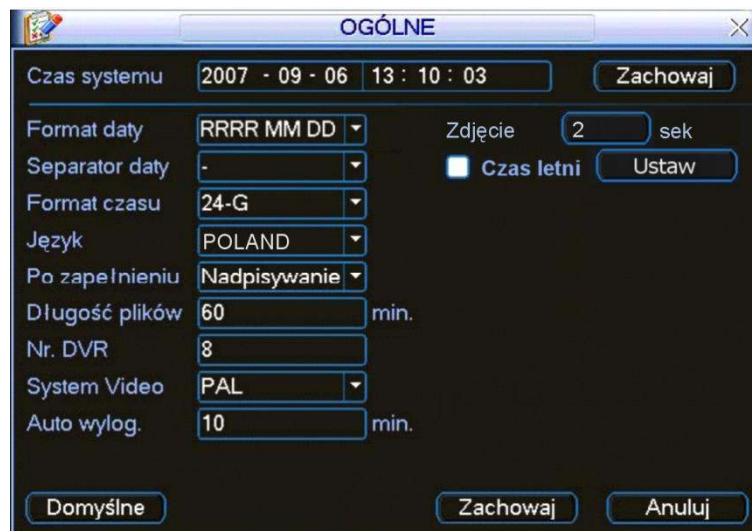 OGÓLNE
Czas systemu 2007 - 09 - 06 13 : 10 : 03 Zachowaj
Format daty RRRR MM DD Zdjęcie 2 sek
Separator daty - Czas letni Ustaw
Format czasu 24-G
Język POLAND
Po zapełnieniu Nadpisywanie
Długość plików 60 min.
Nr. DVR 8
System Video PAL
Auto wylog. 10 min.
Domyślne Zachowaj Anuluj